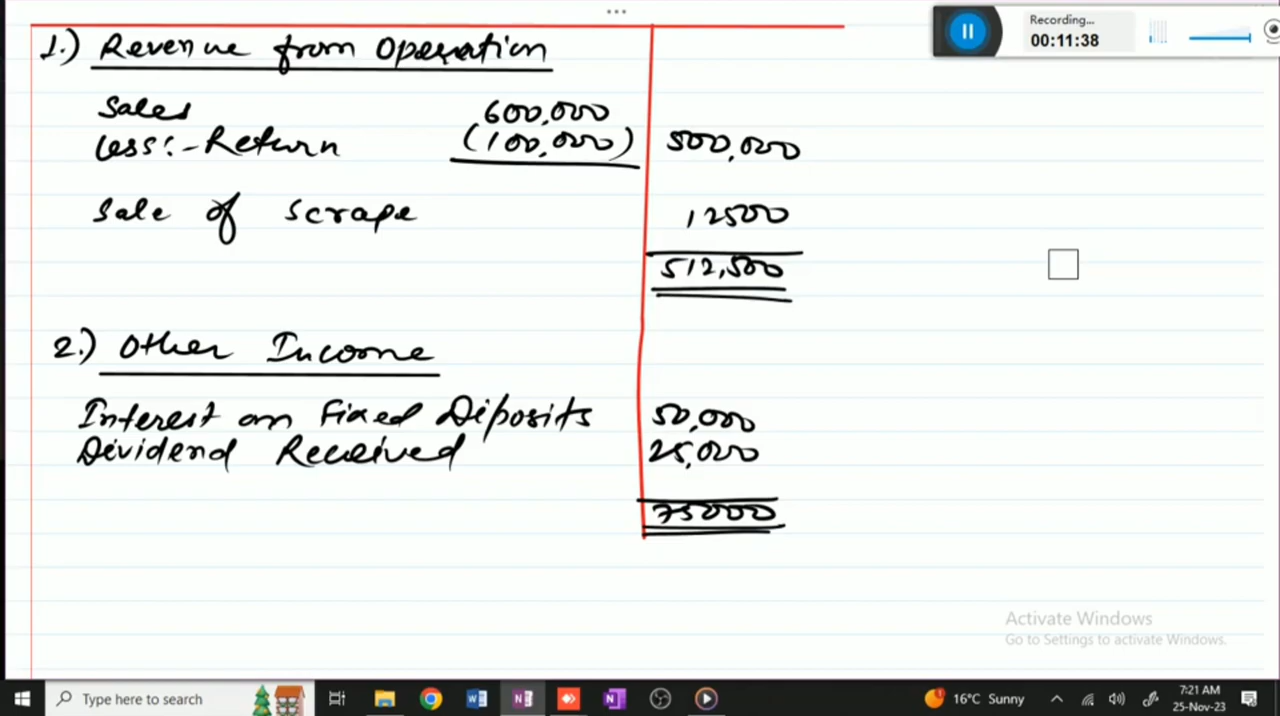 Recording...
00:11:38
1.) Revenue from Operation
Sales 600,000
Less:- Return (100,000) 500,000
Sale of Scrape 12500
512,500
2.) Other Income
Interest on Fixed Diposits 50,000
Dividend Received 25,000
75000
Activate Windows
Go to Settings to activate Windows.
Type here to search
16°C Sunny
7:21 AM
25-Nov-23